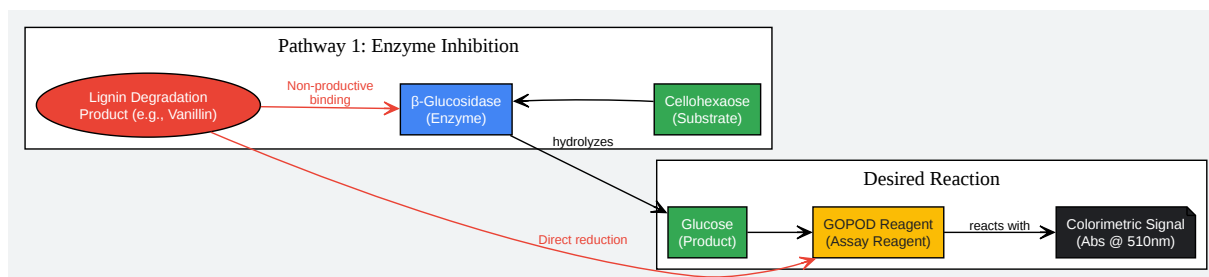 Pathway 1: Enzyme Inhibition
Lignin Degradation
Product (e.g., Vanillin)
Non-productive
binding
β-Glucosidase
(Enzyme)
Cellohexaose
(Substrate)
hydrolyzes
Desired Reaction
Glucose
(Product)
Direct reduction
GOPOD Reagent
(Assay Reagent)
reacts with
Colorimetric Signal
(Abs @ 510nm)